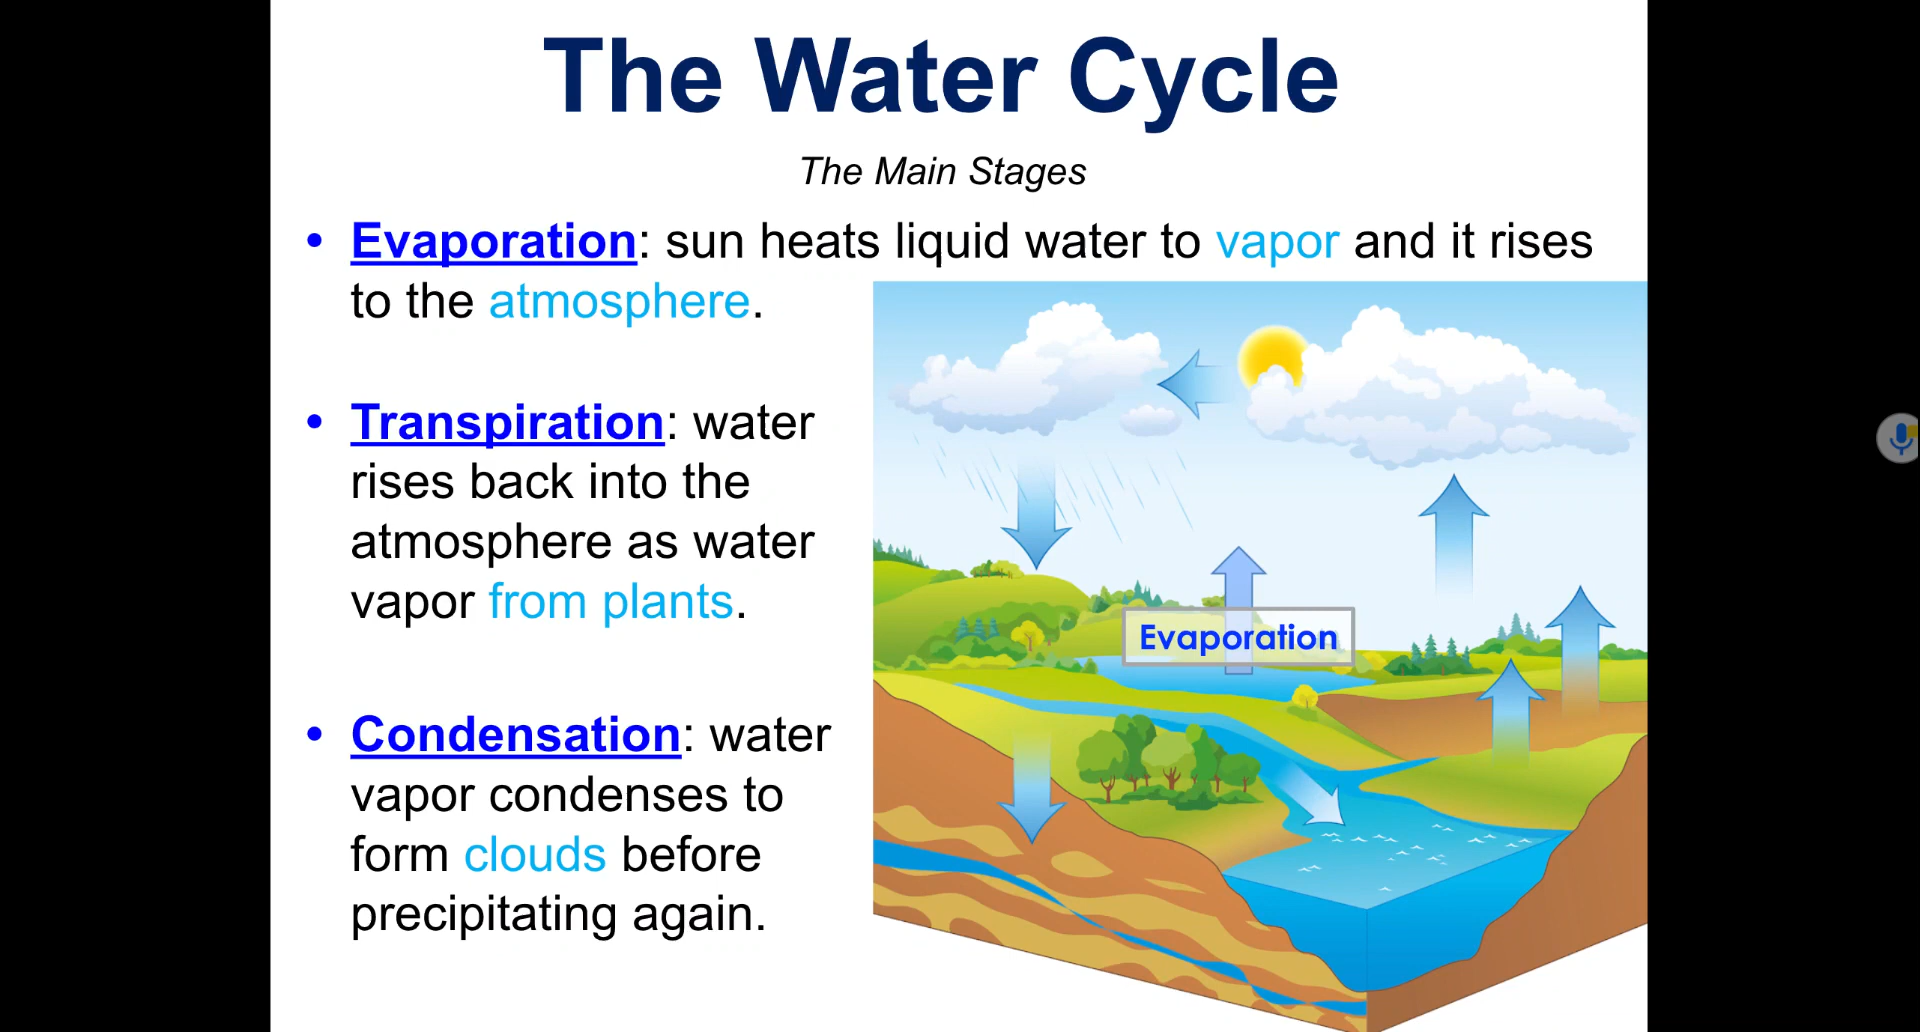 The Water Cycle
The Main Stages
• Evaporation: sun heats liquid water to vapor and it rises
to the atmosphere.
• Transpiration: water
rises back into the
atmosphere as water
vapor from plants.
• Condensation: water
vapor condenses to
form clouds before
precipitating again.
Evaporation